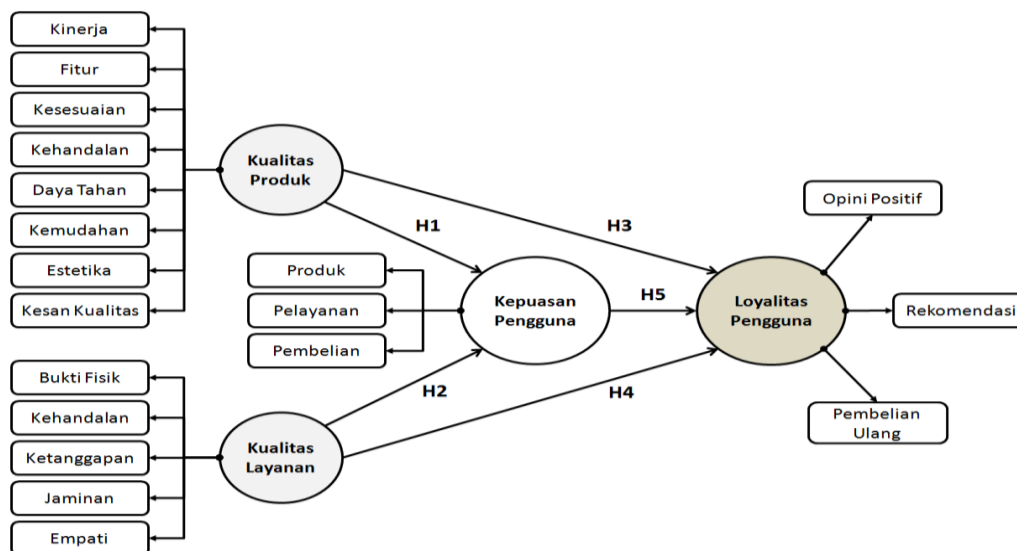 Kinerja
Fitur
Kesesuaian
Kehandalan
Daya Tahan
Kemudahan
Estetika
Kesan Kualitas
Kualitas
Produk
H1
H3
Produk
Pelayanan
Pembelian
Kepuasan
Pengguna
H5
Loyalitas
Pengguna
Opini Positif
Rekomendasi
Pembelian
Ulang
Bukti Fisik
Kehandalan
Ketanggapan
Jaminan
Empati
Kualitas
Layanan
H2
H4